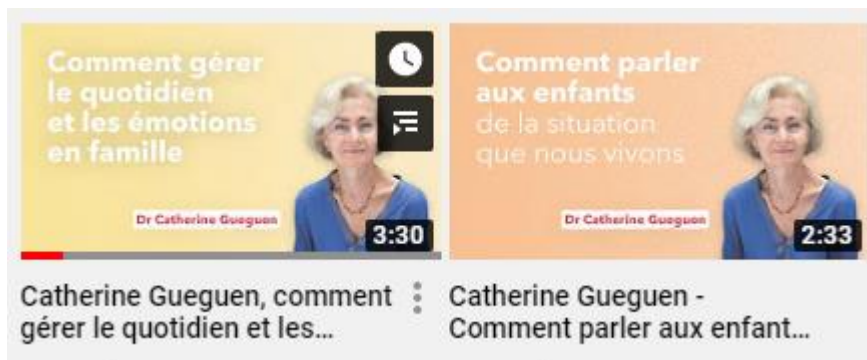 Comment gérer
le quotidien
et les émotions
en famille
Dr Catherine Gueguen
3:30
Catherine Gueguen, comment
gérer le quotidien et les...
Comment parler
aux enfants
de la situation
que nous vivons
Dr Catherine Gueguen
2:33
Catherine Gueguen -
Comment parler aux enfant...